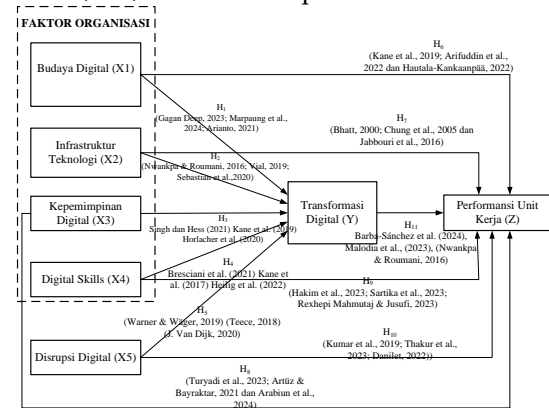 FAKTOR ORGANISASI
Budaya Digital (X1)
H6
(Kane et al., 2019; Arifuddin et al.,
2022 dan Hautala-Kankaanpää, 2022)
H1
(Gagan Deep, 2023; Marpaung et al.,
2024; Arianto, 2021)
H7
(Bhatt, 2000; Chung et al., 2005 dan
Jabbouri et al., 2016)
Infrastruktur
Teknologi (X2)
H2
(Nwankpa & Roumani, 2016; Vial, 2019;
Sebastian et al.,2020)
Kepemimpinan
Digital (X3)
Transformasi
Digital (Y)
Performansi Unit
Kerja (Z)
H3
Singh dan Hess (2021) Kane et al. (2019)
Horlacher et al. (2020)
H11
Barba-Sánchez et al. (2024),
Malodia et al., (2023), (Nwankpa
& Roumani, 2016)
Digital Skills (X4)
H4
Bresciani et al. (2021) Kane et
al. (2017) Heilig et al. (2022)
H9
(Hakim et al., 2023; Sartika et al., 2023;
Rexhepi Mahmutaj & Jusufi, 2023)
H5
(Warner & Wäger, 2019) (Teece, 2018)
(J. Van Dijk, 2020)
H10
(Kumar et al., 2019; Thakur et al.,
2023; Danilet, 2022))
Disrupsi Digital (X5)
H8
(Turyadi et al., 2023; Artüz &
Bayraktar, 2021 dan Arabiun et al.,
2024)